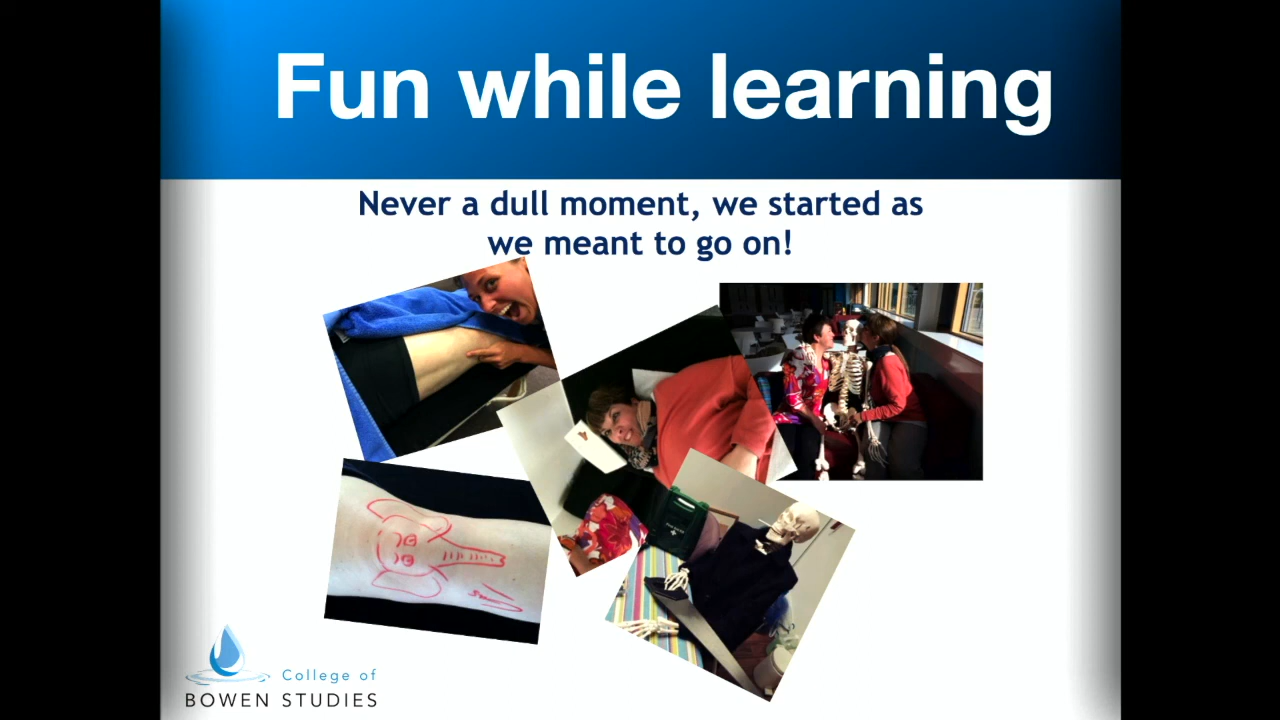 Fun while learning
Never a dull moment, we started as
we meant to go on!
College of
BOWEN STUDIES